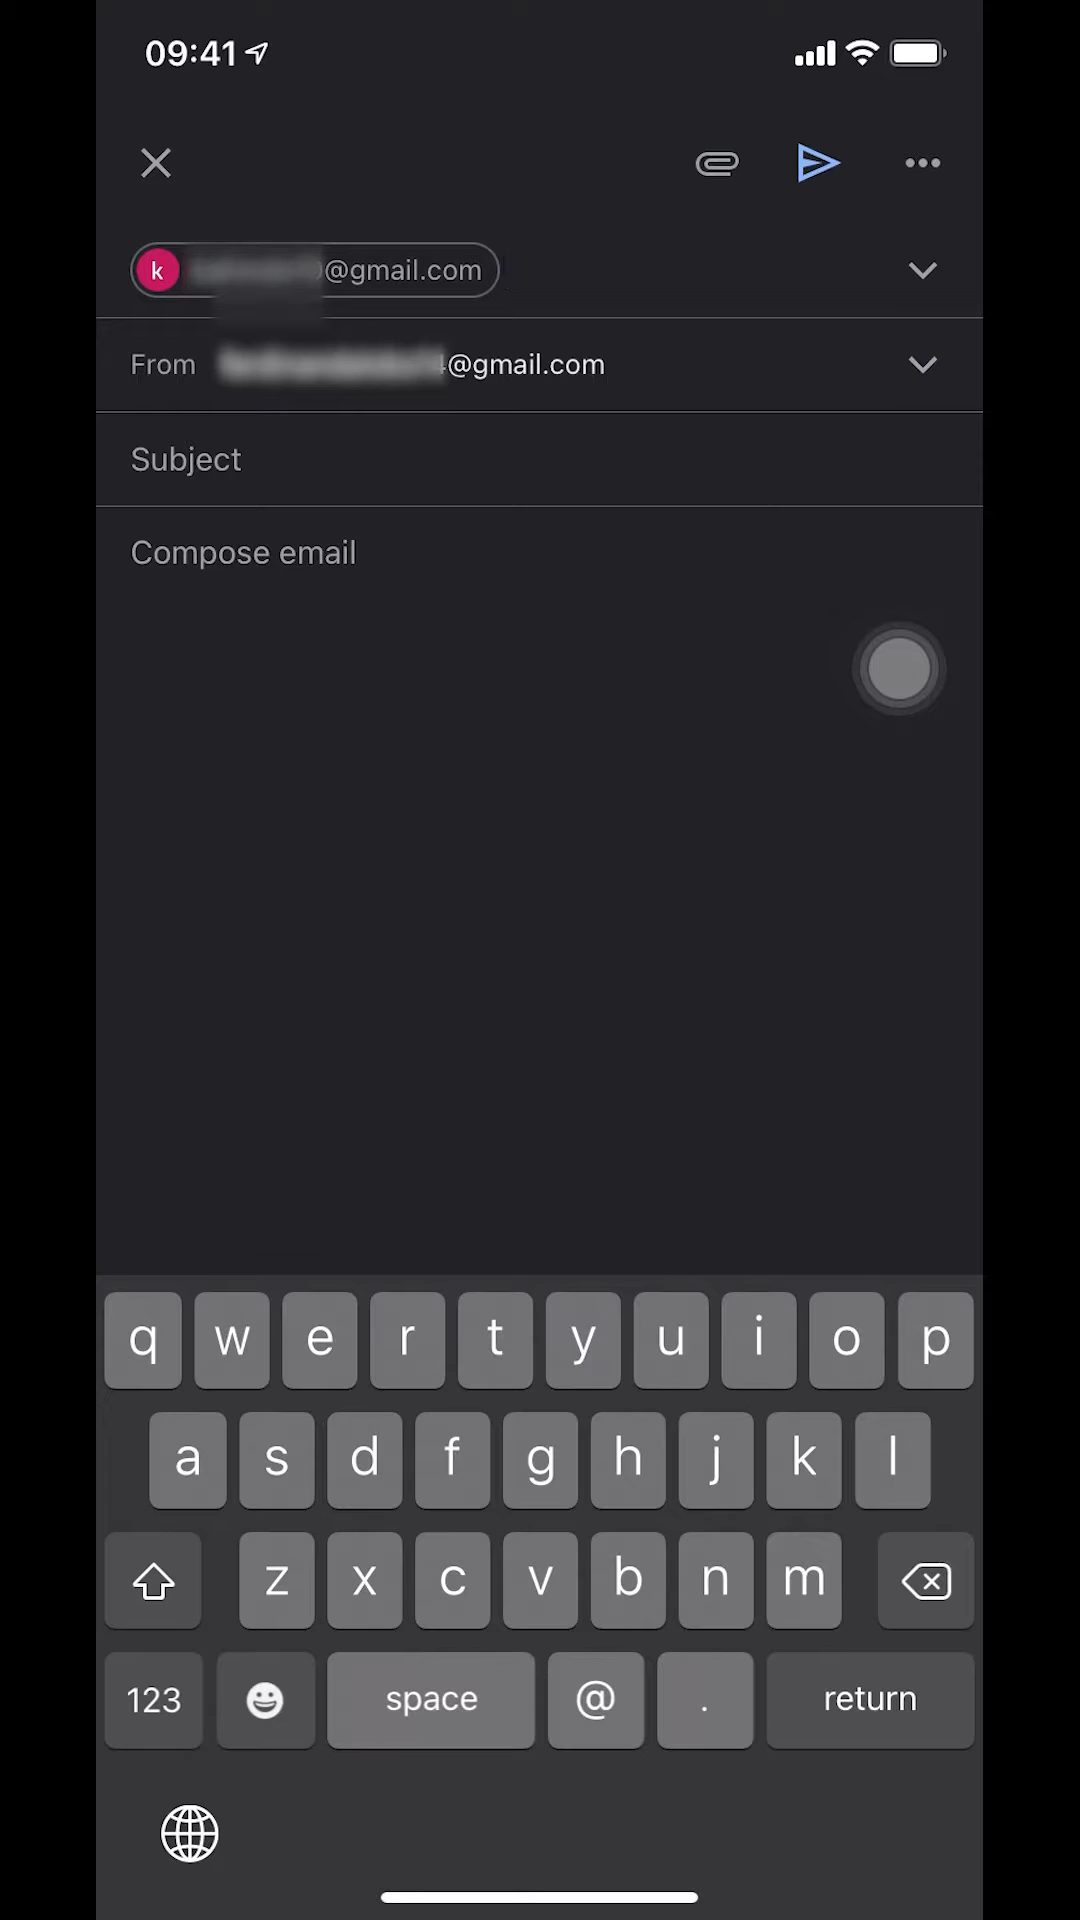 09:41
k @gmail.com
From @gmail.com
Subject
Compose email
q w e r t y u i o p
a s d f g h j k l
z x c v b n m
123 space @ . return